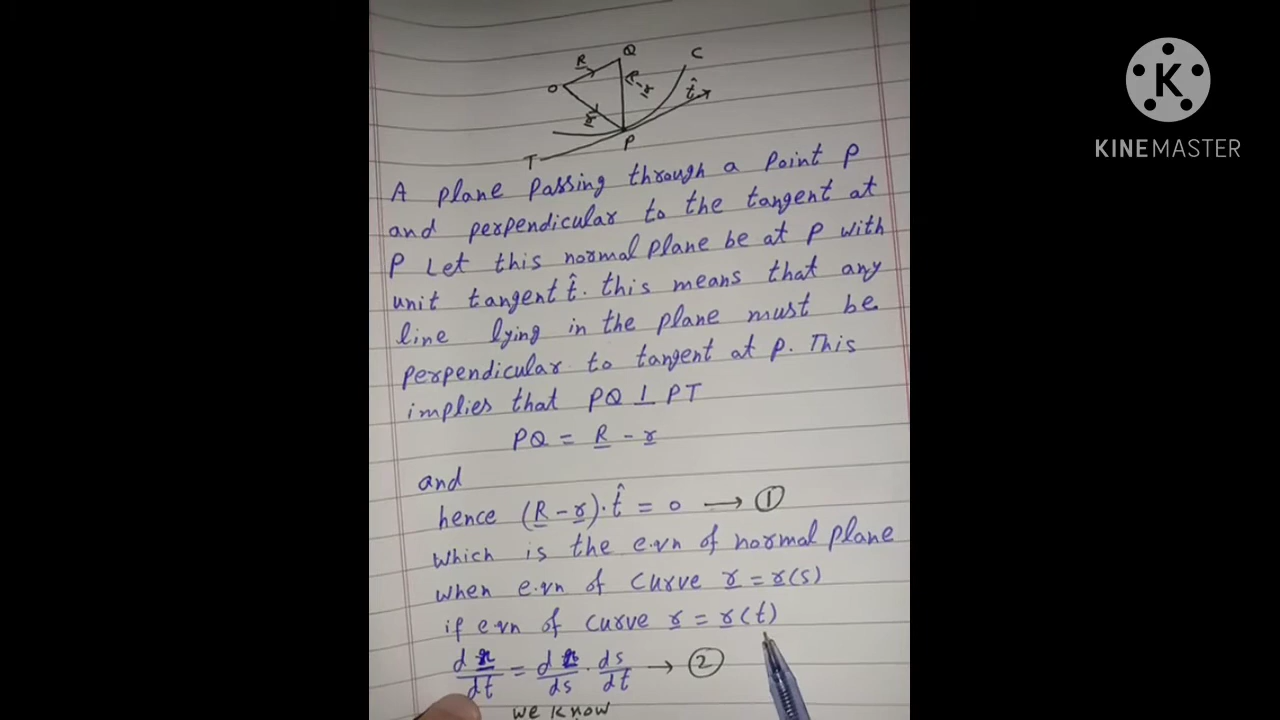 Q
C
R
O
R-r
t̂
r
P
T
K
KINEMASTER
A plane passing through a point P
and perpendicular to the tangent at
P Let this normal plane be at P with
unit tangent t̂. this means that any
line lying in the plane must be
perpendicular to tangent at P. This
implies that PQ ⊥ PT
PQ = R - r
and
hence (R - r)·t̂ = 0 → ①
which is the e.qn of normal plane
when e.qn of curve r = r(s)
if e.qn of curve r = r(t)
dr/dt = dr/ds · ds/dt → ②
we know